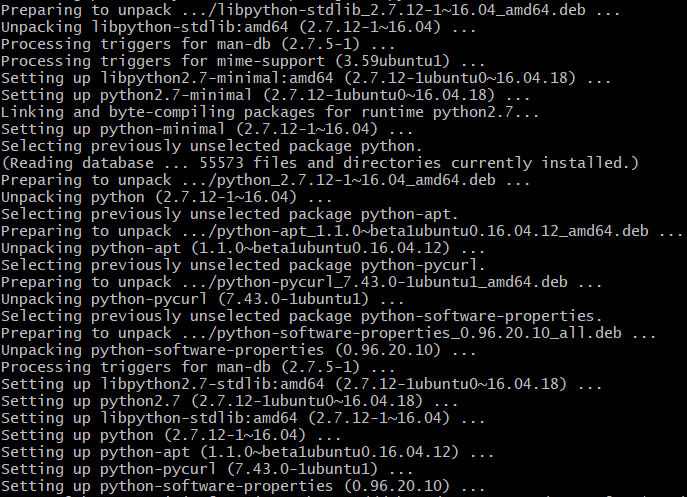 Preparing to unpack .../libpython-stdlib_2.7.12-1~16.04_amd64.deb ...
Unpacking libpython-stdlib:amd64 (2.7.12-1~16.04) ...
Processing triggers for man-db (2.7.5-1) ...
Processing triggers for mime-support (3.59ubuntu1) ...
Setting up libpython2.7-minimal:amd64 (2.7.12-1ubuntu0~16.04.18) ...
Setting up python2.7-minimal (2.7.12-1ubuntu0~16.04.18) ...
Linking and byte-compiling packages for runtime python2.7...
Setting up python-minimal (2.7.12-1~16.04) ...
Selecting previously unselected package python.
(Reading database ... 55573 files and directories currently installed.)
Preparing to unpack .../python_2.7.12-1~16.04_amd64.deb ...
Unpacking python (2.7.12-1~16.04) ...
Selecting previously unselected package python-apt.
Preparing to unpack .../python-apt_1.1.0~beta1ubuntu0.16.04.12_amd64.deb ...
Unpacking python-apt (1.1.0~beta1ubuntu0.16.04.12) ...
Selecting previously unselected package python-pycurl.
Preparing to unpack .../python-pycurl_7.43.0-1ubuntu1_amd64.deb ...
Unpacking python-pycurl (7.43.0-1ubuntu1) ...
Selecting previously unselected package python-software-properties.
Preparing to unpack .../python-software-properties_0.96.20.10_all.deb ...
Unpacking python-software-properties (0.96.20.10) ...
Processing triggers for man-db (2.7.5-1) ...
Setting up libpython2.7-stdlib:amd64 (2.7.12-1ubuntu0~16.04.18) ...
Setting up python2.7 (2.7.12-1ubuntu0~16.04.18) ...
Setting up libpython-stdlib:amd64 (2.7.12-1~16.04) ...
Setting up python (2.7.12-1~16.04) ...
Setting up python-apt (1.1.0~beta1ubuntu0.16.04.12) ...
Setting up python-pycurl (7.43.0-1ubuntu1) ...
Setting up python-software-properties (0.96.20.10) ...